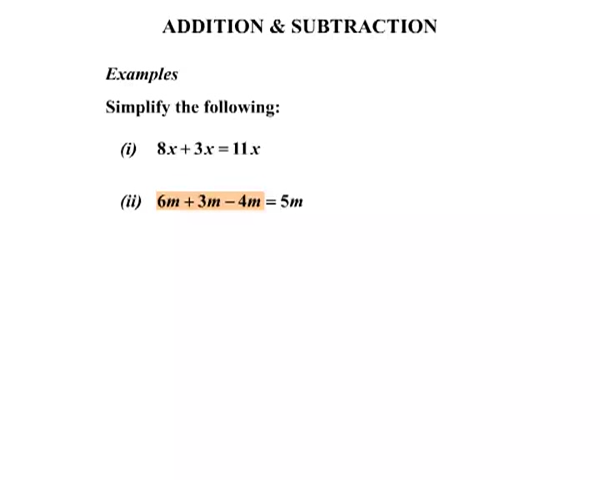 ADDITION & SUBTRACTION
Examples
Simplify the following:
(i) 8x + 3x = 11x
(ii) 6m + 3m – 4m = 5m